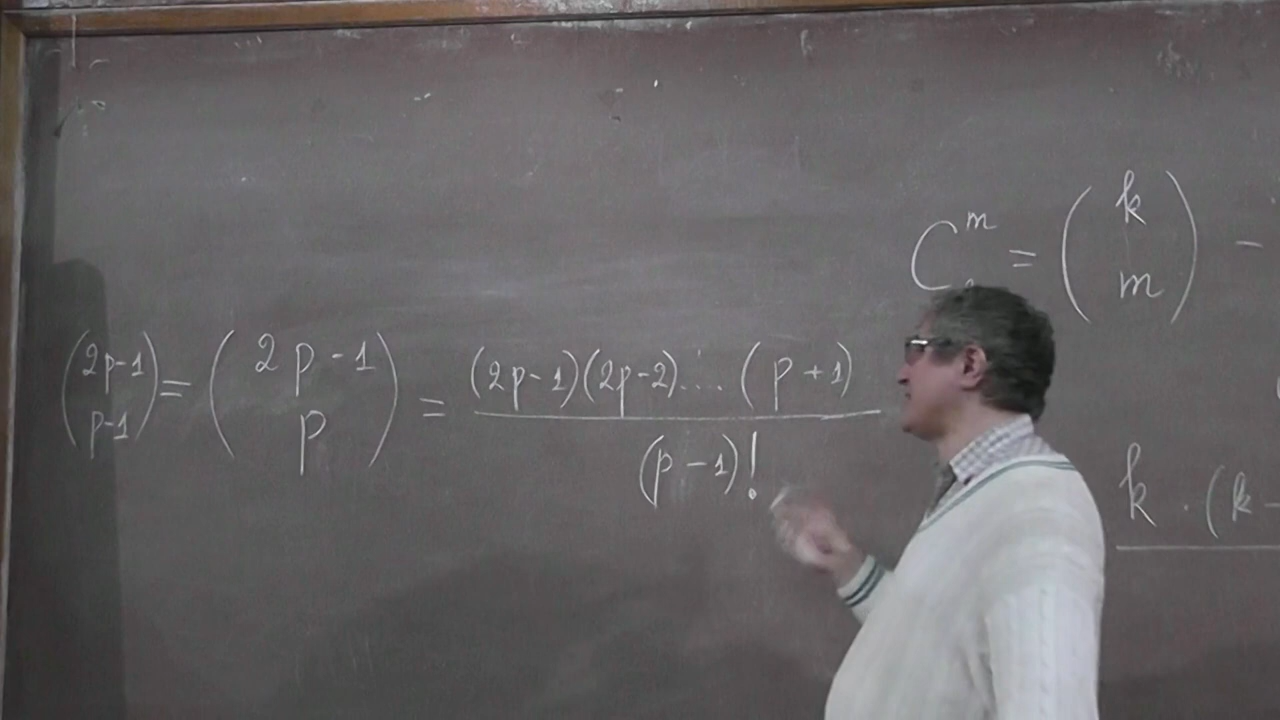 C^m = (k m) -
(2p-1 p-1) = (2p-1 p) = (2p-1)(2p-2)...(p+1) / (p-1)!
k · (k -